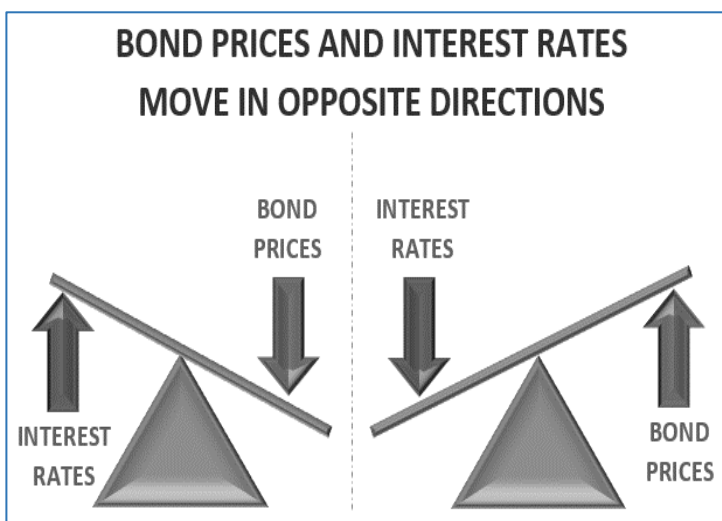 BOND PRICES AND INTEREST RATES
MOVE IN OPPOSITE DIRECTIONS
BOND
PRICES
INTEREST
RATES
INTEREST
RATES
BOND
PRICES